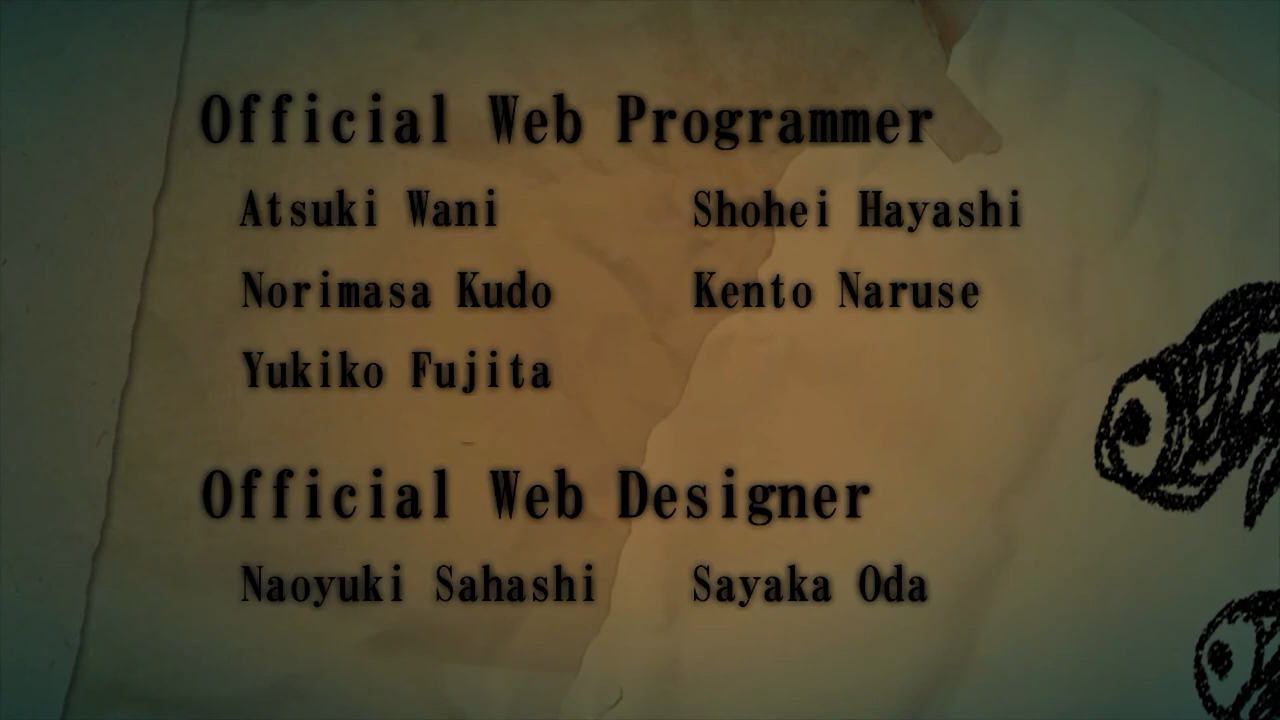 Official Web Programmer
Atsuki Wani Shohei Hayashi
Norimasa Kudo Kento Naruse
Yukiko Fujita
Official Web Designer
Naoyuki Sahashi Sayaka Oda